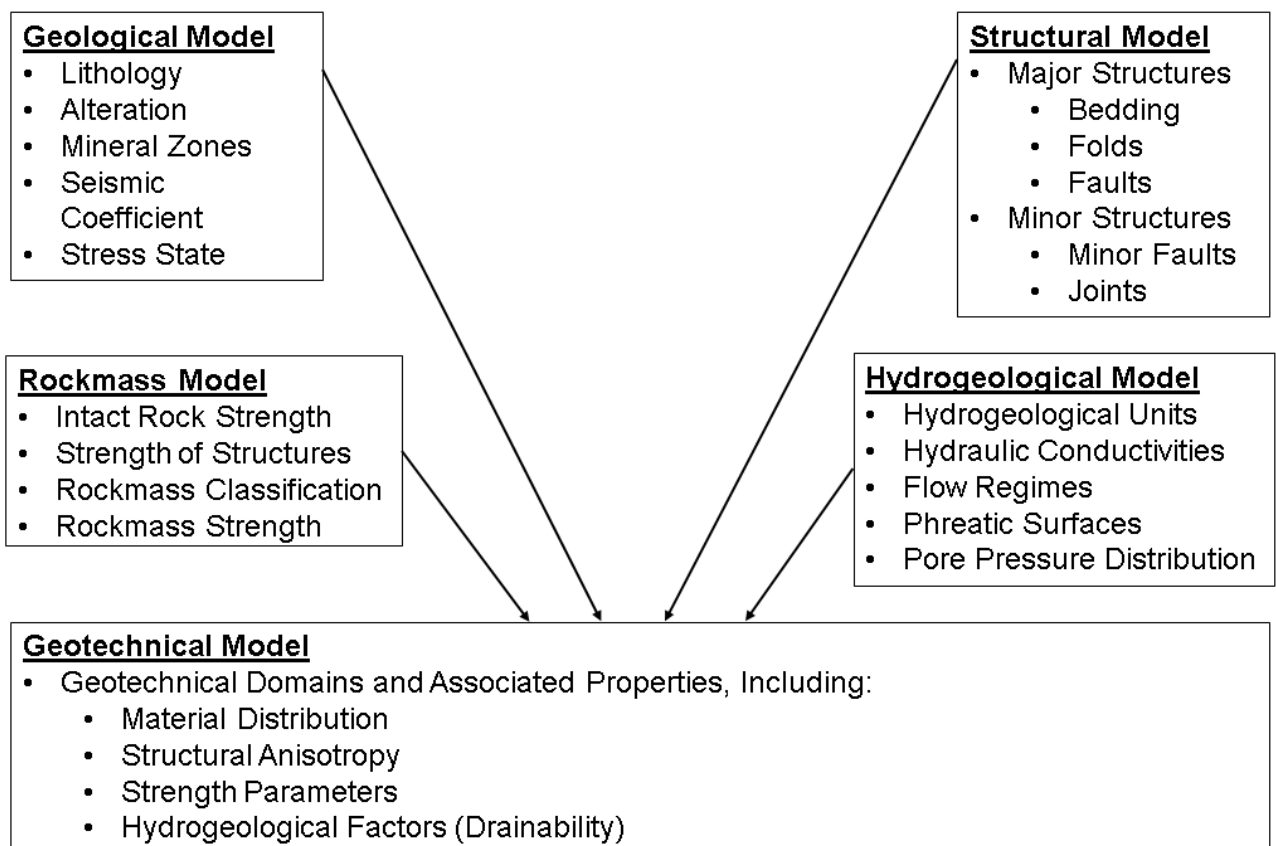 Geological Model
• Lithology
• Alteration
• Mineral Zones
• Seismic
Coefficient
• Stress State
Structural Model
• Major Structures
• Bedding
• Folds
• Faults
• Minor Structures
• Minor Faults
• Joints
Rockmass Model
• Intact Rock Strength
• Strength of Structures
• Rockmass Classification
• Rockmass Strength
Hydrogeological Model
• Hydrogeological Units
• Hydraulic Conductivities
• Flow Regimes
• Phreatic Surfaces
• Pore Pressure Distribution
Geotechnical Model
• Geotechnical Domains and Associated Properties, Including:
• Material Distribution
• Structural Anisotropy
• Strength Parameters
• Hydrogeological Factors (Drainability)